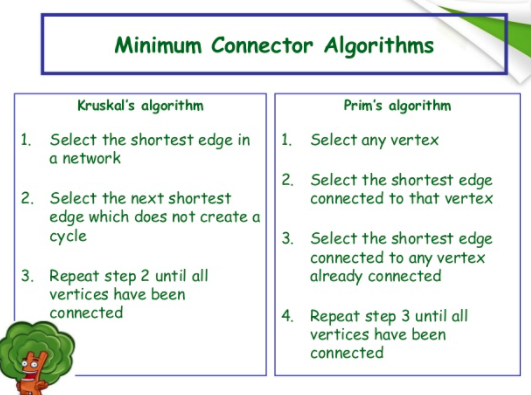 Minimum Connector Algorithms
Kruskal's algorithm
1. Select the shortest edge in
a network
2. Select the next shortest
edge which does not create a
cycle
3. Repeat step 2 until all
vertices have been
connected
Prim's algorithm
1. Select any vertex
2. Select the shortest edge
connected to that vertex
3. Select the shortest edge
connected to any vertex
already connected
4. Repeat step 3 until all
vertices have been
connected